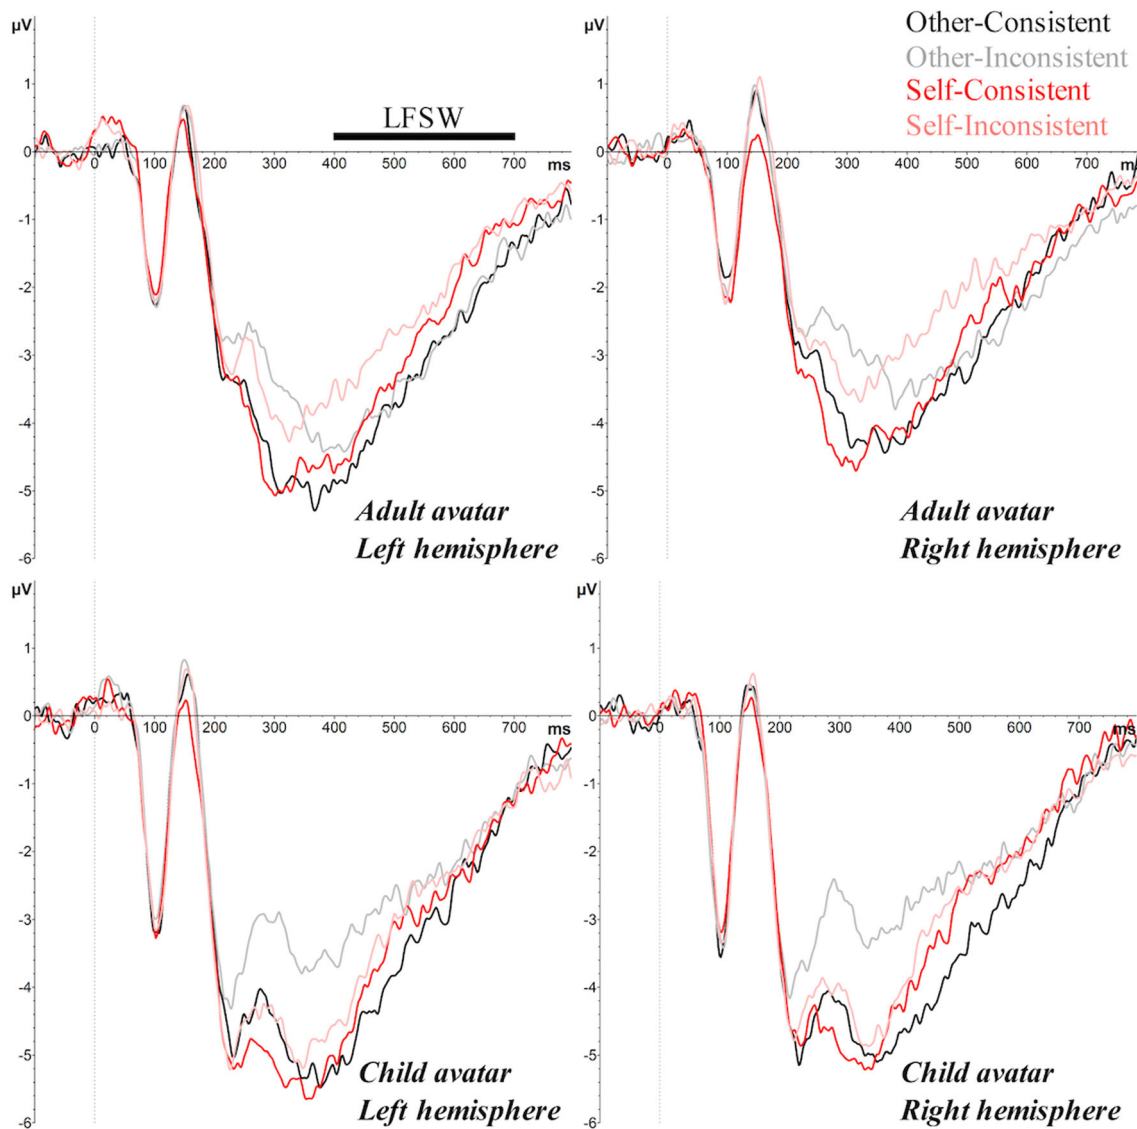 µV
1
0
-1
-2
-3
-4
-5
-6
0 100 200 300 400 500 600 700
ms
LFSW
Adult avatar
Left hemisphere
µV
1
0
-1
-2
-3
-4
-5
-6
0 100 200 300 400 500 600 700
m
Other-Consistent
Other-Inconsistent
Self-Consistent
Self-Inconsistent
Adult avatar
Right hemisphere
µV
1
0
-1
-2
-3
-4
-5
-6
0 100 200 300 400 500 600 700
ms
Child avatar
Left hemisphere
µV
1
0
-1
-2
-3
-4
-5
-6
0 100 200 300 400 500 600 700
ms
Child avatar
Right hemisphere